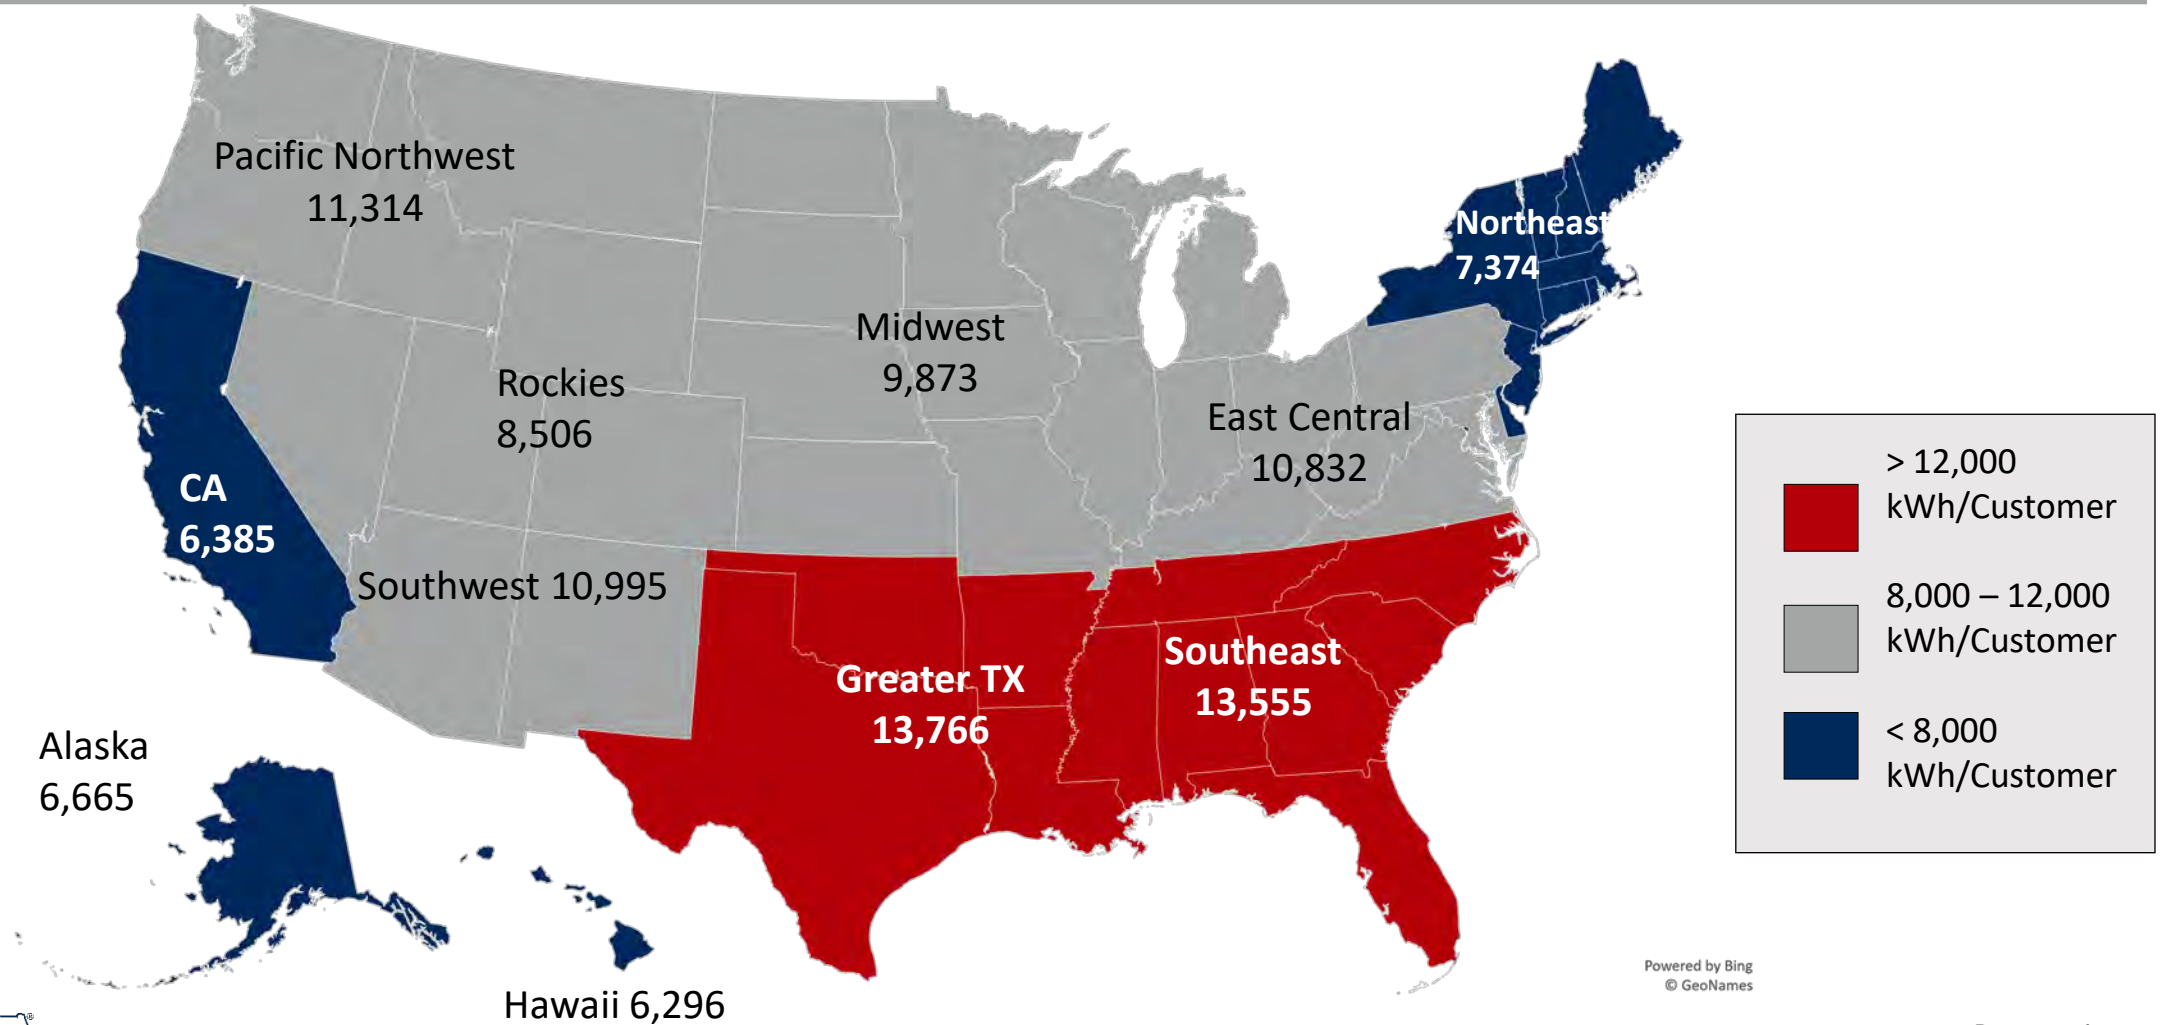 Pacific Northwest
11,314
Northeast
7,374
Midwest
9,873
Rockies
8,506
East Central
10,832
CA
6,385
Southwest 10,995
Greater TX
13,766
Southeast
13,555
Alaska
6,665
Hawaii 6,296
> 12,000
kWh/Customer
8,000 – 12,000
kWh/Customer
< 8,000
kWh/Customer
Powered by Bing
© GeoNames
®